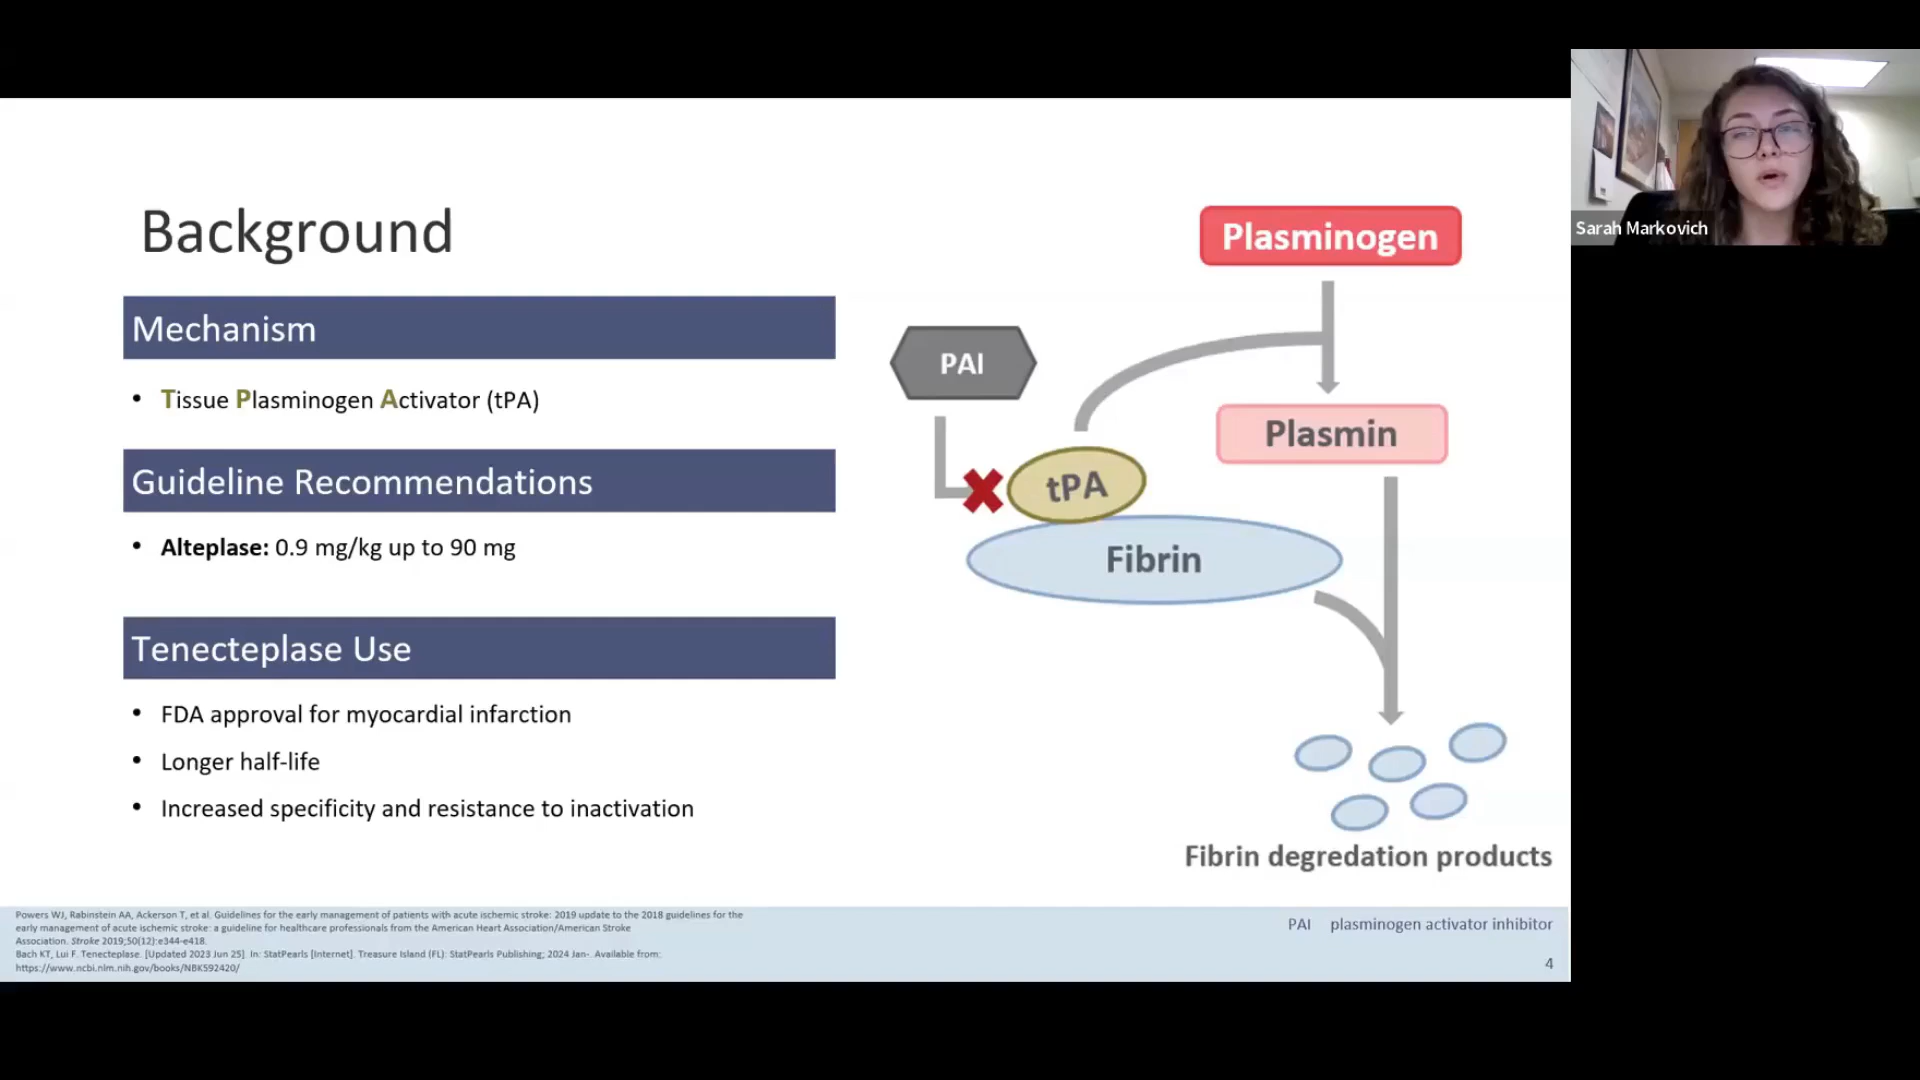 Background
Mechanism
• Tissue Plasminogen Activator (tPA)
Guideline Recommendations
• Alteplase: 0.9 mg/kg up to 90 mg
Tenecteplase Use
• FDA approval for myocardial infarction
• Longer half-life
• Increased specificity and resistance to inactivation
Plasminogen
PAI
Plasmin
tPA
Fibrin
Fibrin degredation products
Powers WJ, Rabinstein AA, Ackerson T, et al. Guidelines for the early management of patients with acute ischemic stroke: 2019 update to the 2018 guidelines for the
early management of acute ischemic stroke: a guideline for healthcare professionals from the American Heart Association/American Stroke
Association. Stroke 2019;50(12):e344-e418.
Bach KT, Lui F. Tenecteplase. [Updated 2023 Jun 25]. In: StatPearls [Internet]. Treasure Island (FL): StatPearls Publishing; 2024 Jan-. Available from:
https://www.ncbi.nlm.nih.gov/books/NBK592420/
PAI plasminogen activator inhibitor
4
Sarah Markovich